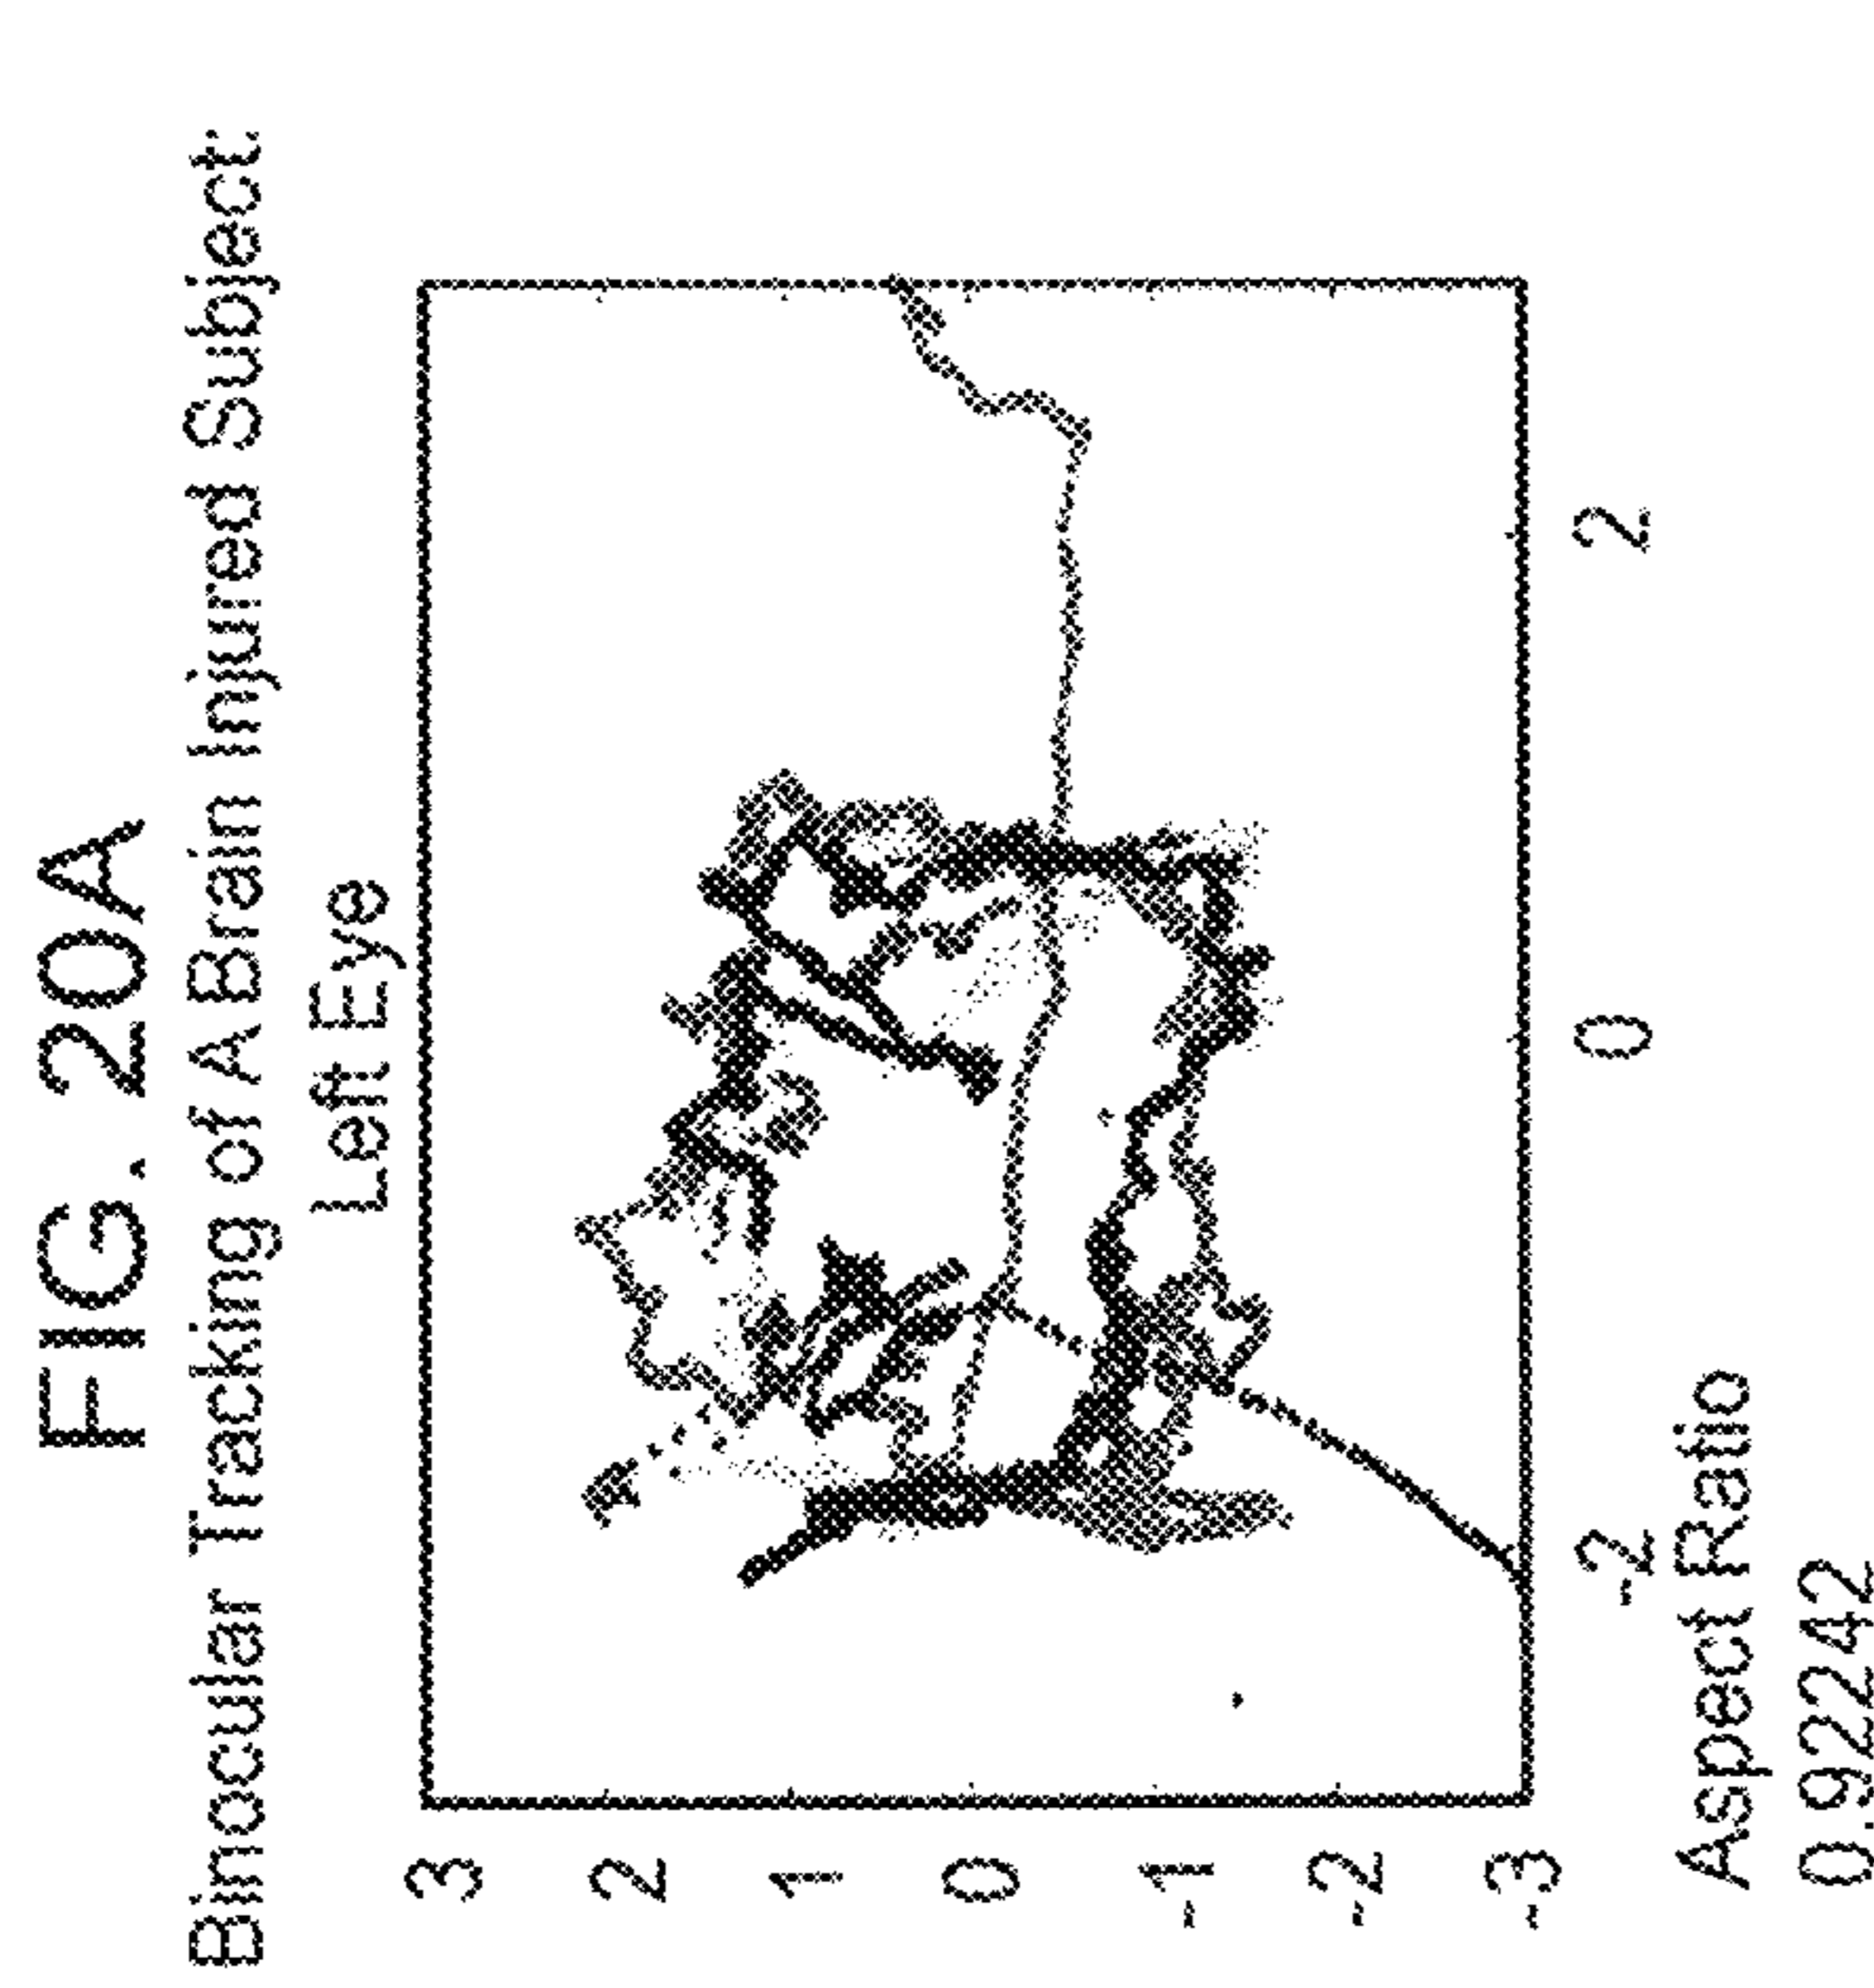 FIG. 20A
Binocular Tracking of A Brain Injured Subject:
Left Eye
3
2
1
0
-1
-2
-3
-2
0
2
Aspect Ratio
0.92242